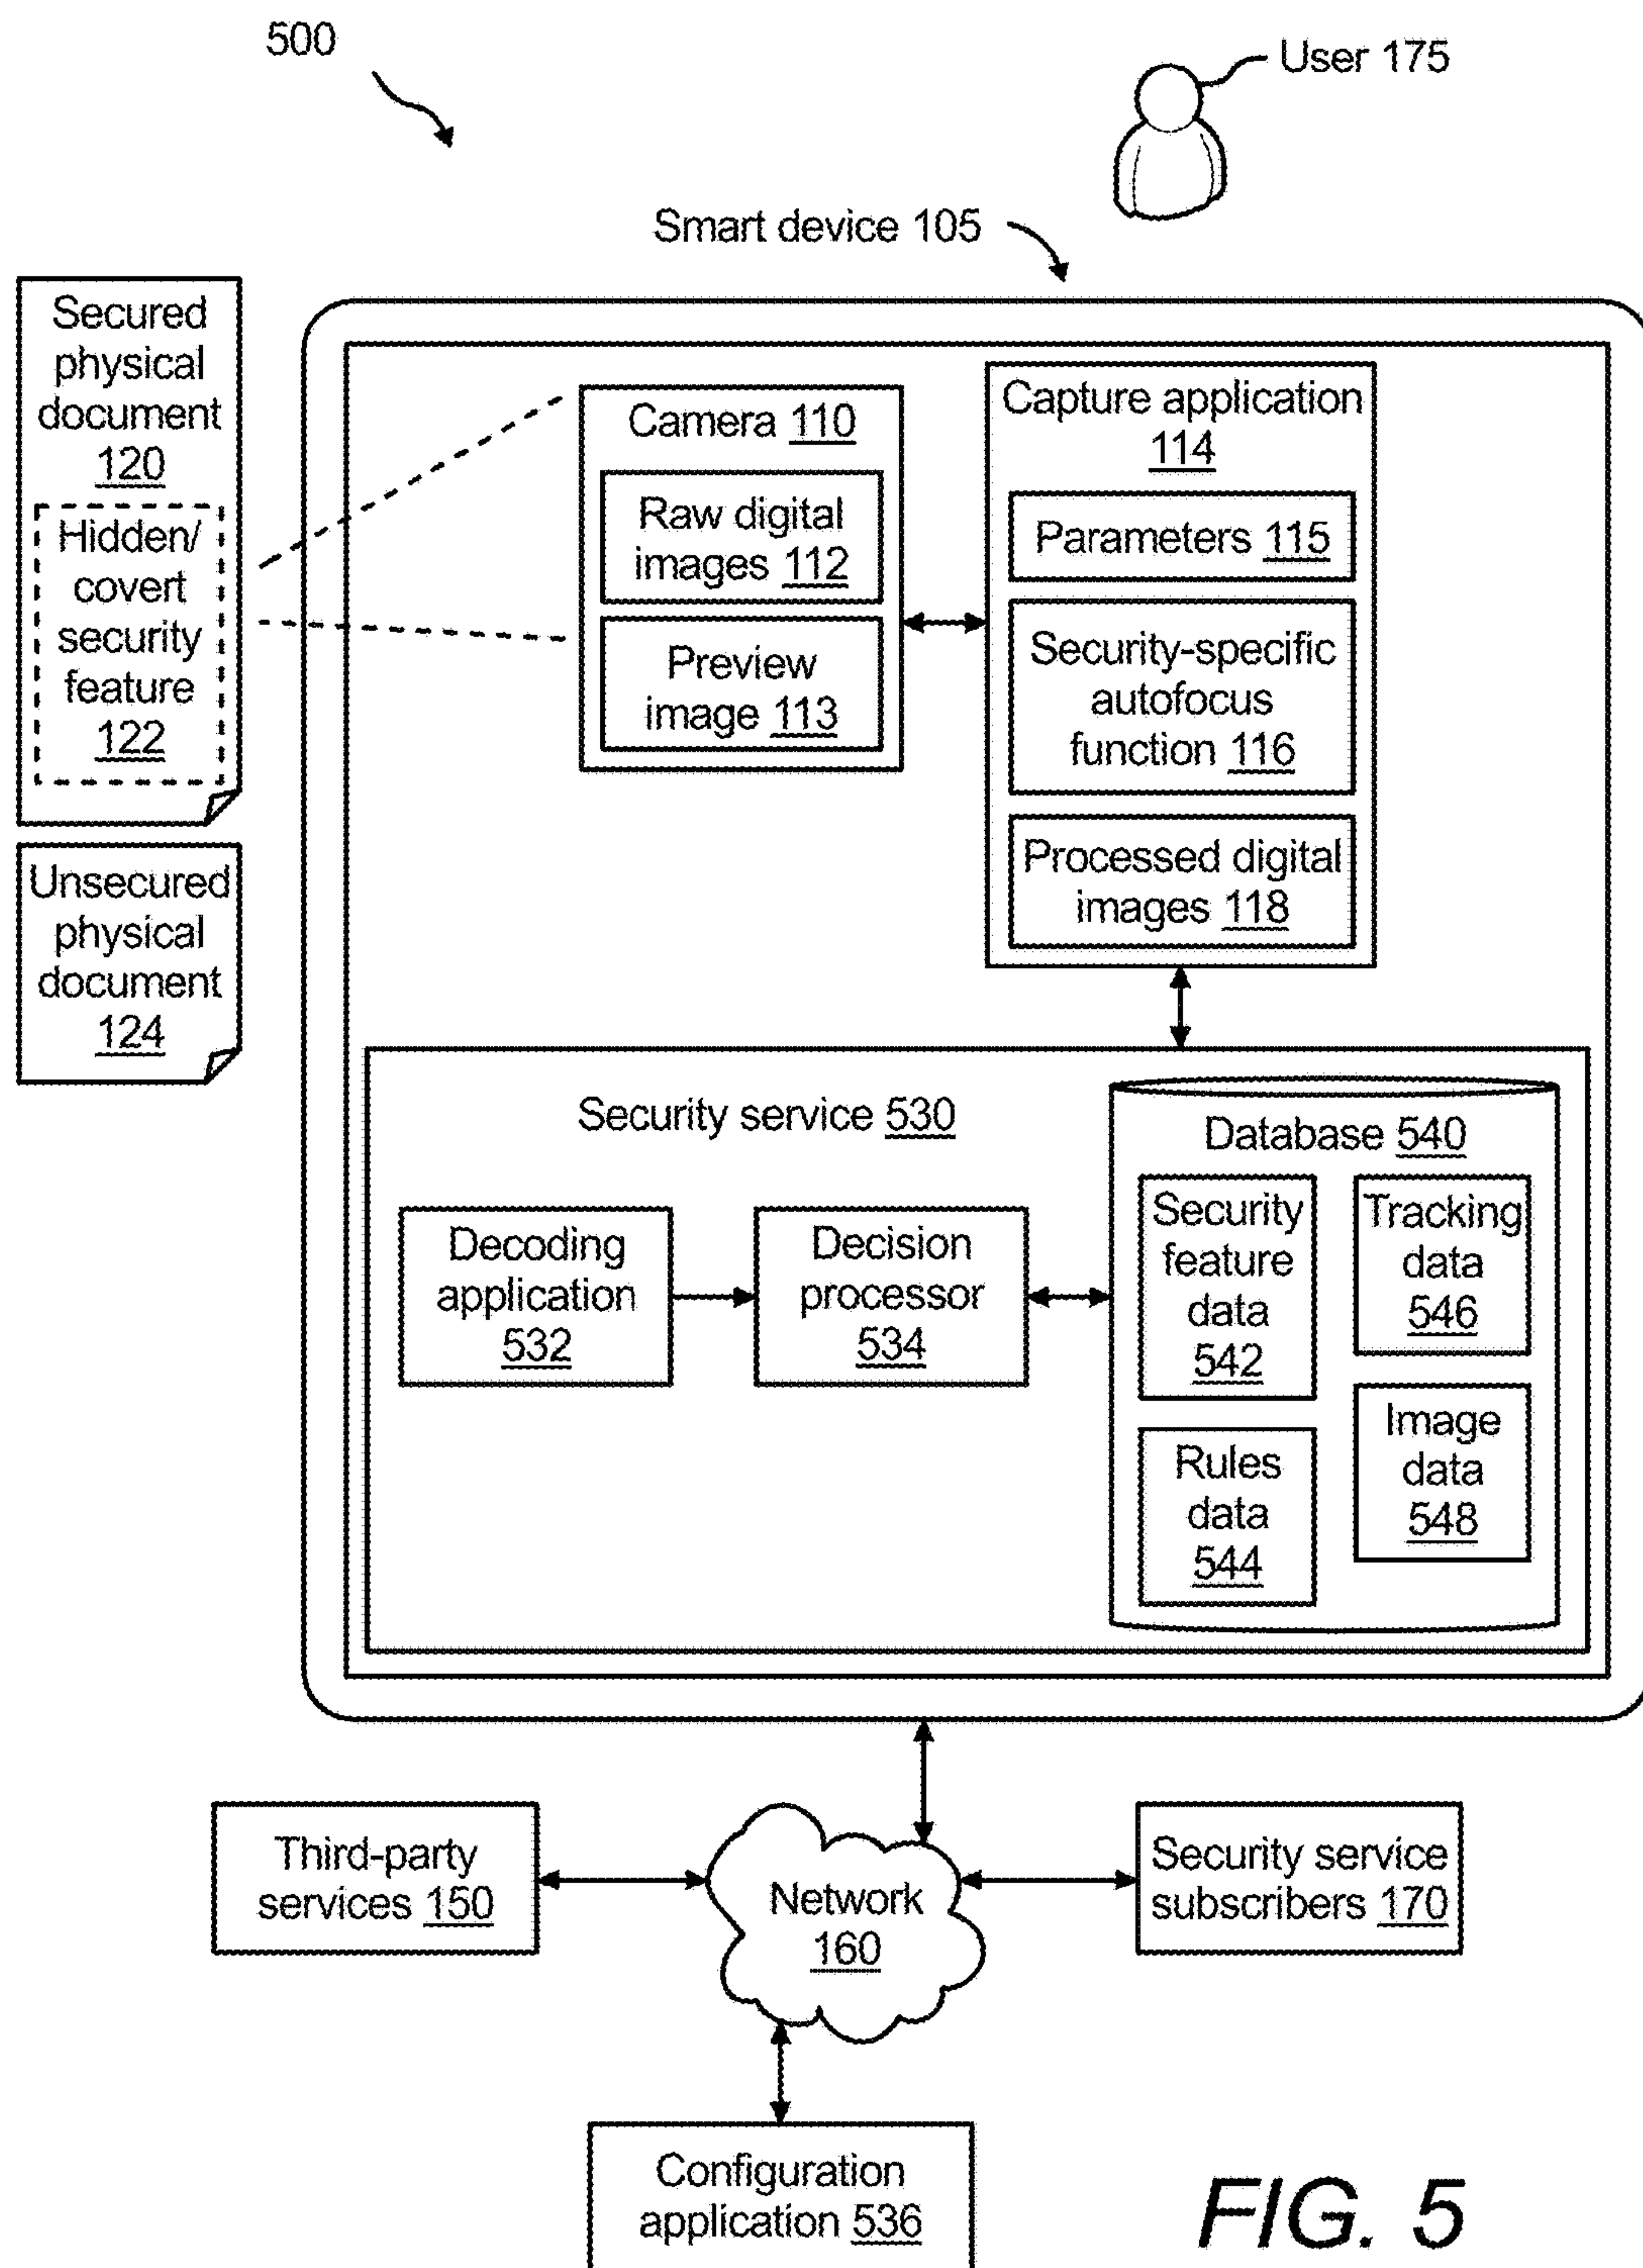 500
User 175
Smart device 105
Secured
physical
document
120
Hidden/
covert
security
feature
122
Unsecured
physical
document
124
Camera 110
Raw digital
images 112
Preview
image 113
Capture application
114
Parameters 115
Security-specific
autofocus
function 116
Processed digital
images 118
Security service 530
Decoding
application
532
Decision
processor
534
Database 540
Security
feature
data
542
Tracking
data
546
Rules
data
544
Image
data
548
Third-party
services 150
Network
160
Security service
subscribers 170
Configuration
application 536
FIG. 5